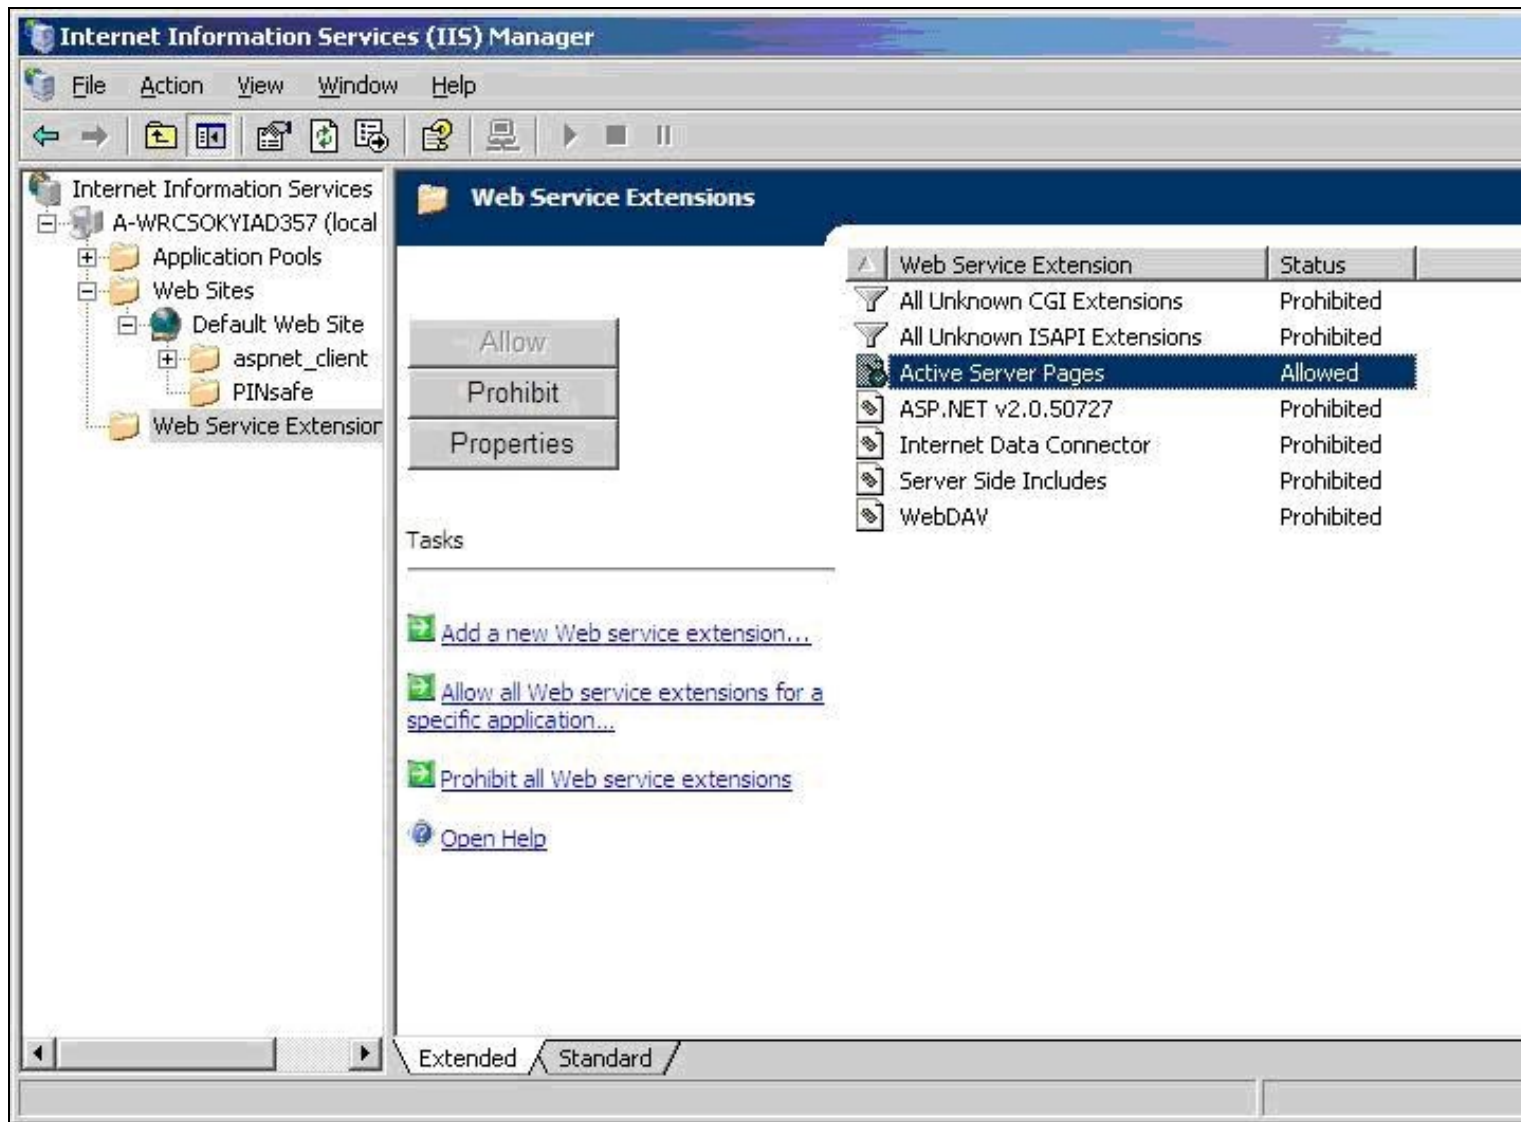 Internet Information Services (IIS) Manager
File Action View Window Help
Internet Information Services
A-WRCSOKYIAD357 (local
Application Pools
Web Sites
Default Web Site
aspnet_client
PINsafe
Web Service Extension
Web Service Extensions
Allow
Prohibit
Properties
Tasks
Add a new Web service extension...
Allow all Web service extensions for a
specific application...
Prohibit all Web service extensions
Open Help
Web Service Extension Status
All Unknown CGI Extensions Prohibited
All Unknown ISAPI Extensions Prohibited
Active Server Pages Allowed
ASP.NET v2.0.50727 Prohibited
Internet Data Connector Prohibited
Server Side Includes Prohibited
WebDAV Prohibited
Extended Standard